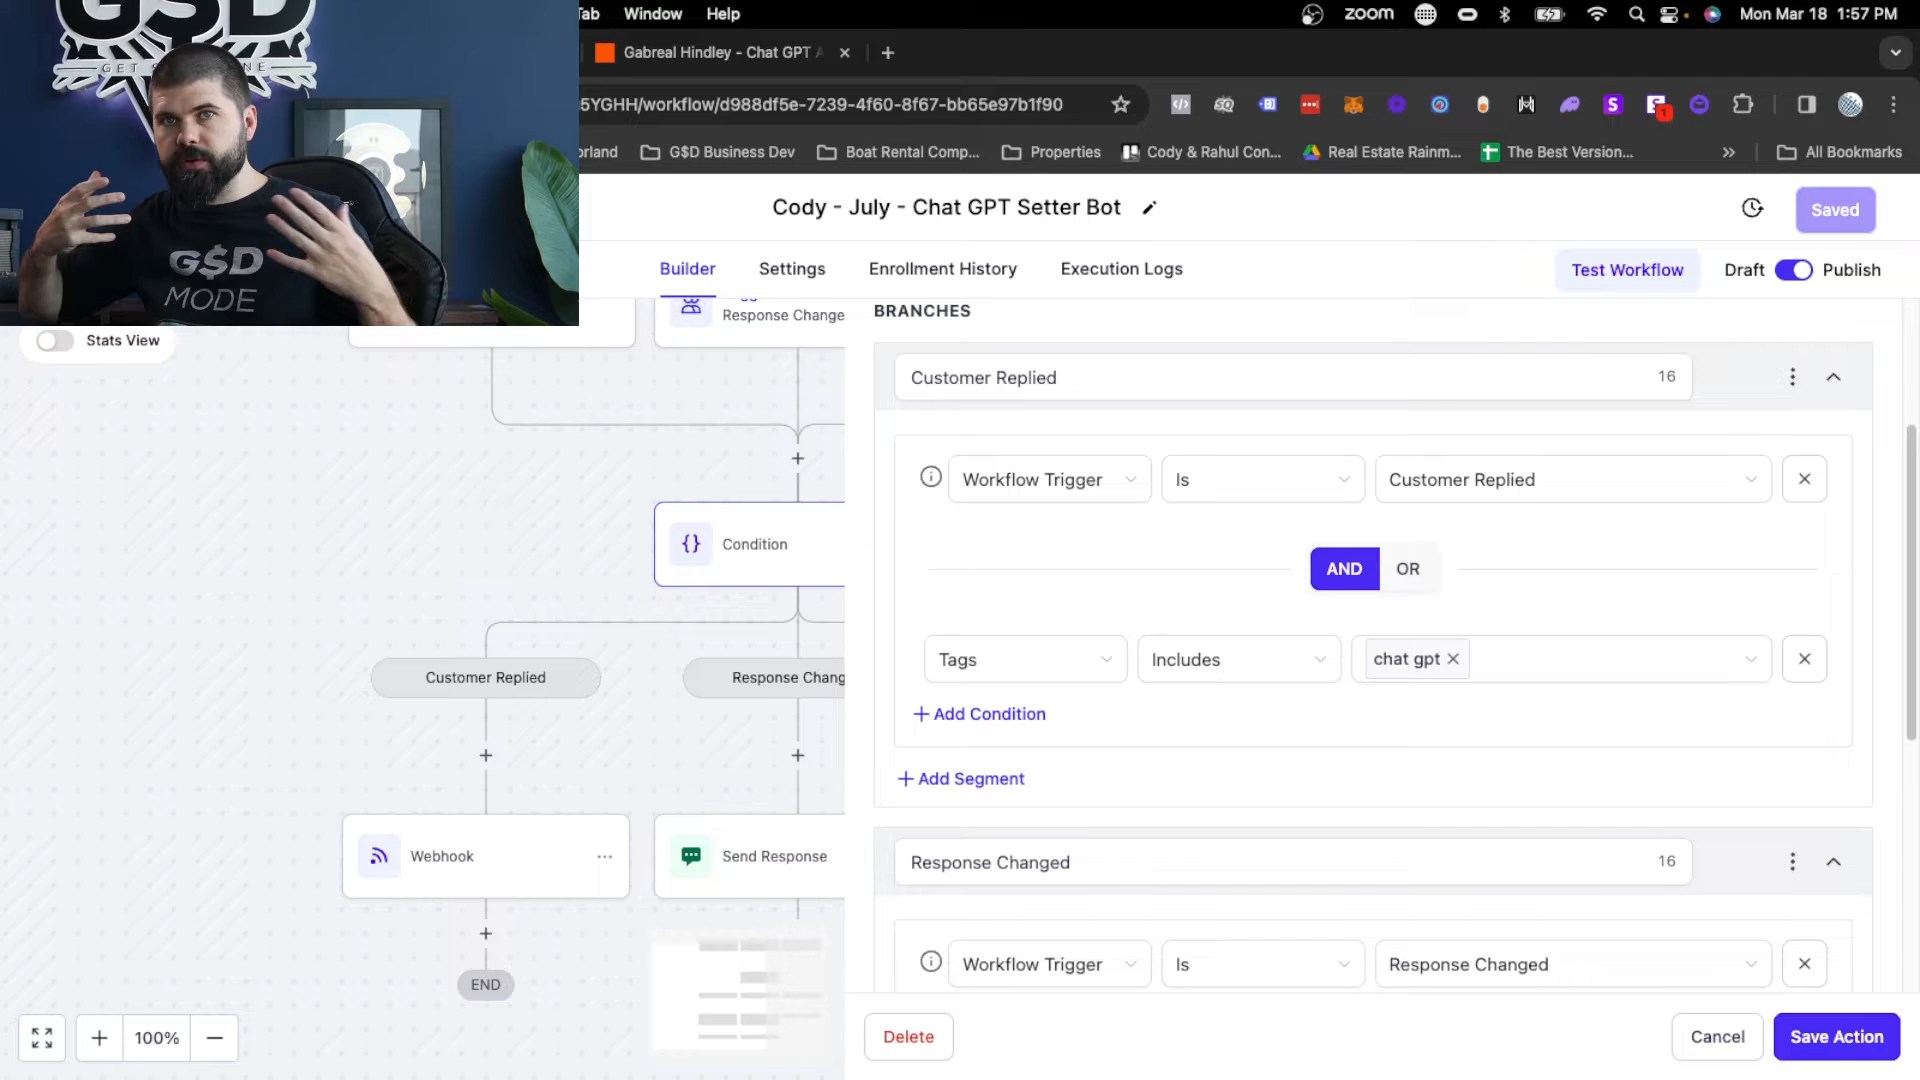 Tab Window Help
zoom
Mon Mar 18 1:57 PM
G$D
GET
NE
G$D
MODE
Gabreal Hindley - Chat GPT A
5YGHH/workflow/d988df5e-7239-4f60-8f67-bb65e97b1f90
orland
G$D Business Dev
Boat Rental Comp...
Properties
Cody & Rahul Con...
Real Estate Rainm...
The Best Version...
All Bookmarks
Cody - July - Chat GPT Setter Bot
Saved
Builder
Settings
Enrollment History
Execution Logs
Test Workflow
Draft
Publish
Stats View
Response Change
BRANCHES
Customer Replied
16
Workflow Trigger
Is
Customer Replied
AND
OR
Condition
Tags
Includes
chat gpt
Customer Replied
Response Chang
Add Condition
Add Segment
Webhook
Send Response
Response Changed
16
Workflow Trigger
Is
Response Changed
END
100%
Delete
Cancel
Save Action